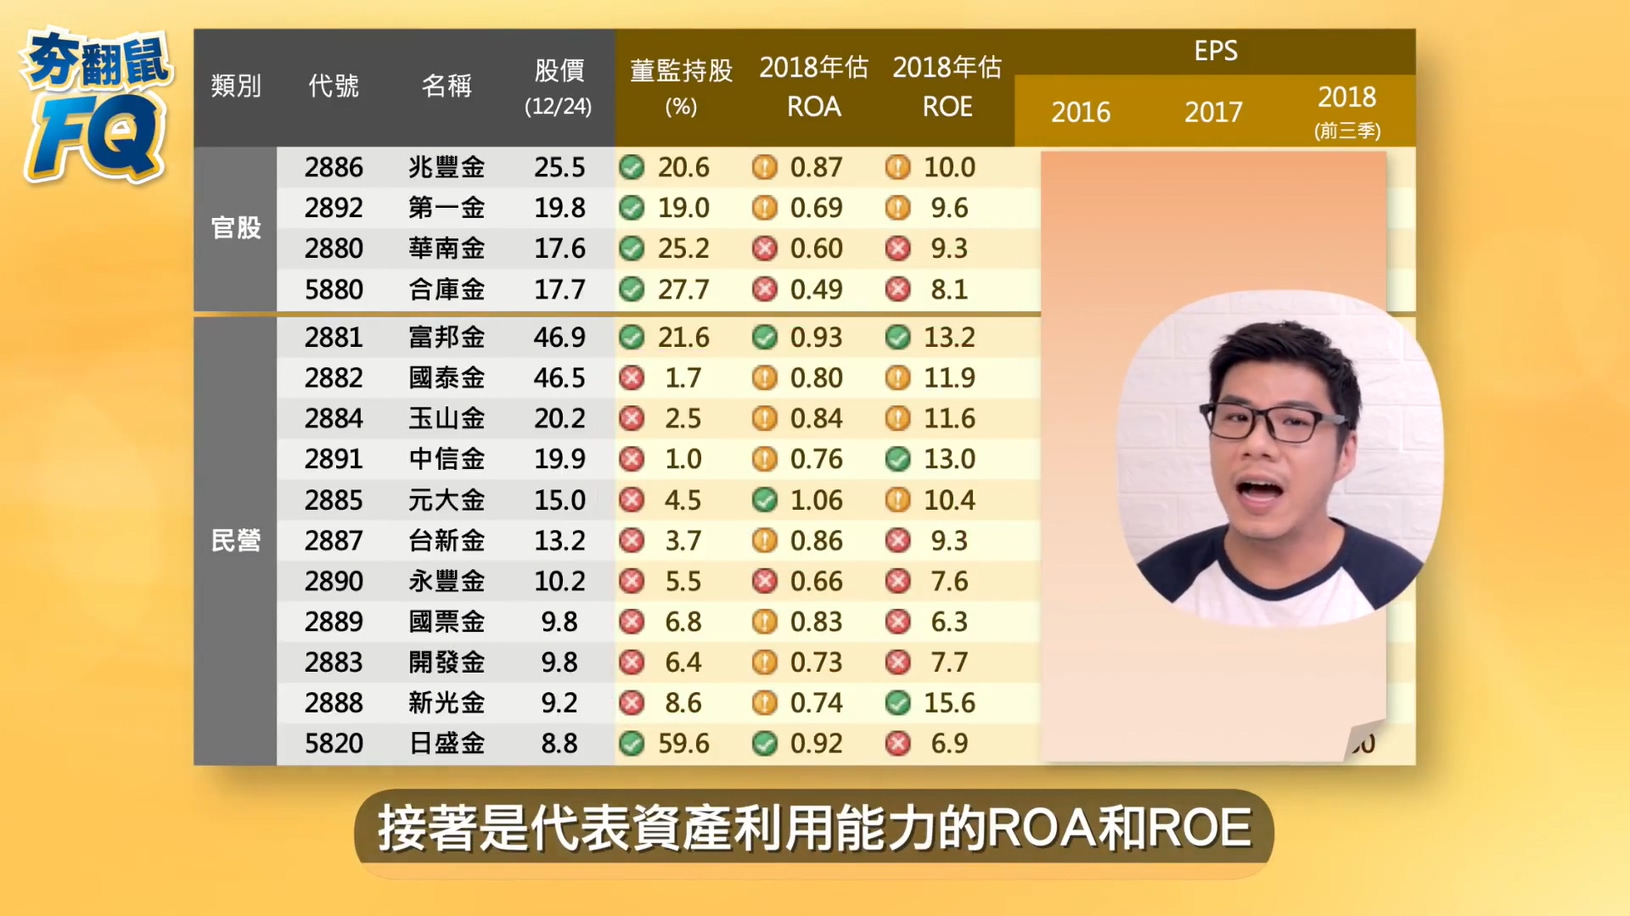 夯翻鼠
FQ
類別 代號 名稱 股價 (12/24) 董監持股 (%) 2018年估 ROA 2018年估 ROE EPS
2016 2017 2018 (前三季)
官股
2886 兆豐金 25.5 20.6 0.87 10.0
2892 第一金 19.8 19.0 0.69 9.6
2880 華南金 17.6 25.2 0.60 9.3
5880 合庫金 17.7 27.7 0.49 8.1
民營
2881 富邦金 46.9 21.6 0.93 13.2
2882 國泰金 46.5 1.7 0.80 11.9
2884 玉山金 20.2 2.5 0.84 11.6
2891 中信金 19.9 1.0 0.76 13.0
2885 元大金 15.0 4.5 1.06 10.4
2887 台新金 13.2 3.7 0.86 9.3
2890 永豐金 10.2 5.5 0.66 7.6
2889 國票金 9.8 6.8 0.83 6.3
2883 開發金 9.8 6.4 0.73 7.7
2888 新光金 9.2 8.6 0.74 15.6
5820 日盛金 8.8 59.6 0.92 6.9
接著是代表資產利用能力的ROA和ROE